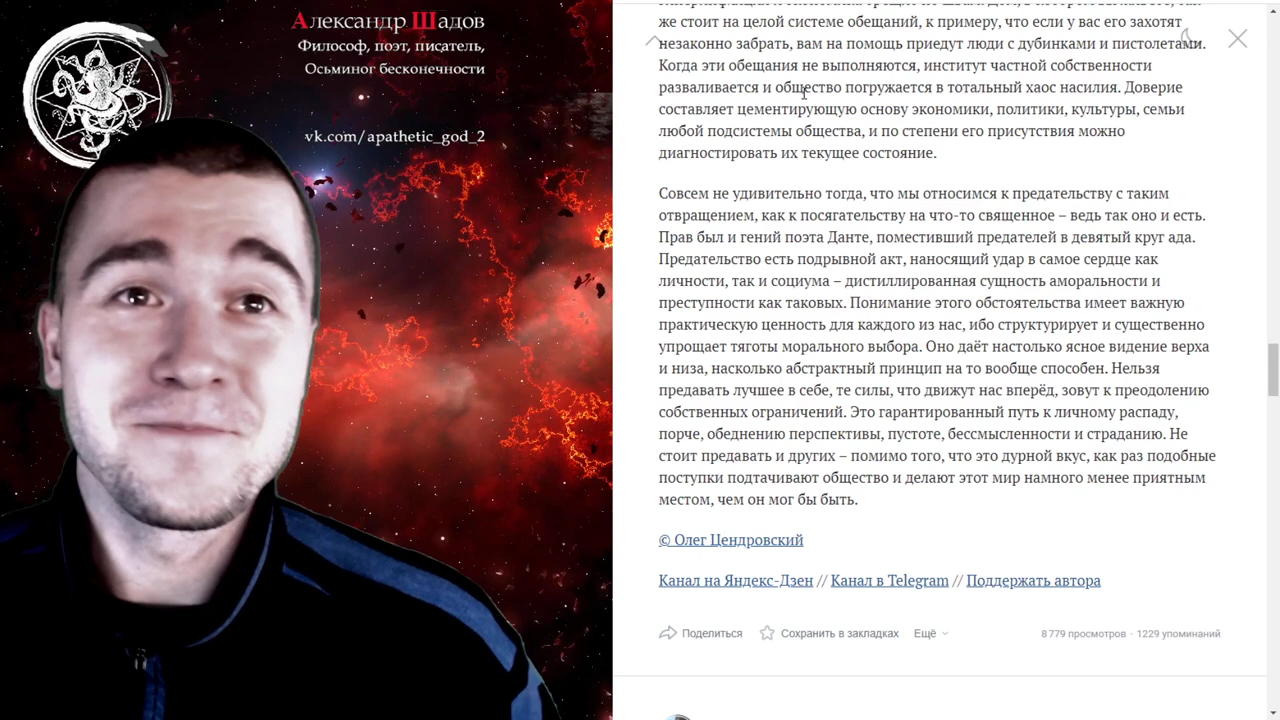 Александр Шадов
Философ, поэт, писатель,
Осьминог бесконечности
vk.com/apathetic_god_2
же стоит на целой системе обещаний, к примеру, что если у вас его захотят
незаконно забрать, вам на помощь приедут люди с дубинками и пистолетами.
Когда эти обещания не выполняются, институт частной собственности
разваливается и общество погружается в тотальный хаос насилия. Доверие
составляет цементирующую основу экономики, политики, культуры, семьи
любой подсистемы общества, и по степени его присутствия можно
диагностировать их текущее состояние.
Совсем не удивительно тогда, что мы относимся к предательству с таким
отвращением, как к посягательству на что-то священное – ведь так оно и есть.
Прав был и гений поэта Данте, поместивший предателей в девятый круг ада.
Предательство есть подрывной акт, наносящий удар в самое сердце как
личности, так и социума – дистиллированная сущность аморальности и
преступности как таковых. Понимание этого обстоятельства имеет важную
практическую ценность для каждого из нас, ибо структурирует и существенно
упрощает тяготы морального выбора. Оно даёт настолько ясное видение верха
и низа, насколько абстрактный принцип на то вообще способен. Нельзя
предавать лучшее в себе, те силы, что движут нас вперёд, зовут к преодолению
собственных ограничений. Это гарантированный путь к личному распаду,
порче, обеднению перспективы, пустоте, бессмысленности и страданию. Не
стоит предавать и других – помимо того, что это дурной вкус, как раз подобные
поступки подтачивают общество и делают этот мир намного менее приятным
местом, чем он мог бы быть.
© Олег Цендровский
Канал на Яндекс-Дзен // Канал в Telegram // Поддержать автора
Поделиться Сохранить в закладках Ещё 8 779 просмотров · 1229 упоминаний